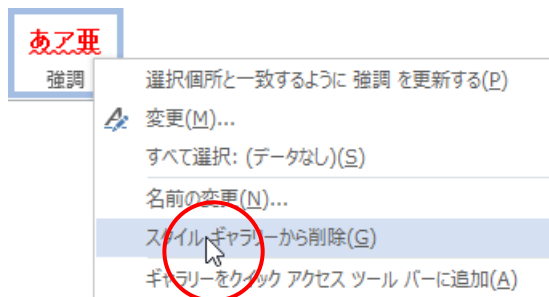 あア亜
強調
選択個所と一致するように 強調 を更新する(P)
変更(M)...
すべて選択: (データなし)(S)
名前の変更(N)...
スタイル ギャラリーから削除(G)
ギャラリーをクイック アクセス ツール バーに追加(A)